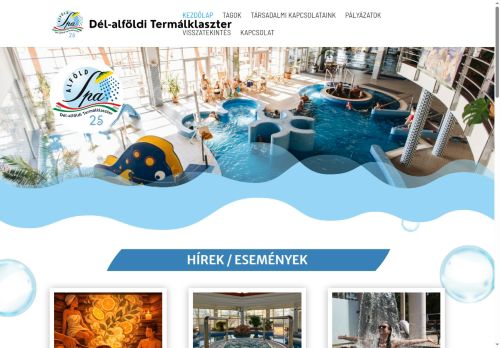 KEZDŐLAP TAGOK TÁRSADALMI KAPCSOLATAINK PÁLYÁZATOK
Dél-alföldi Termálklaszter
VISSZATEKINTÉS KAPCSOLAT
ALFÖLD
Spa
Dél-alföldi Termálklaszter
25
HÍREK / ESEMÉNYEK